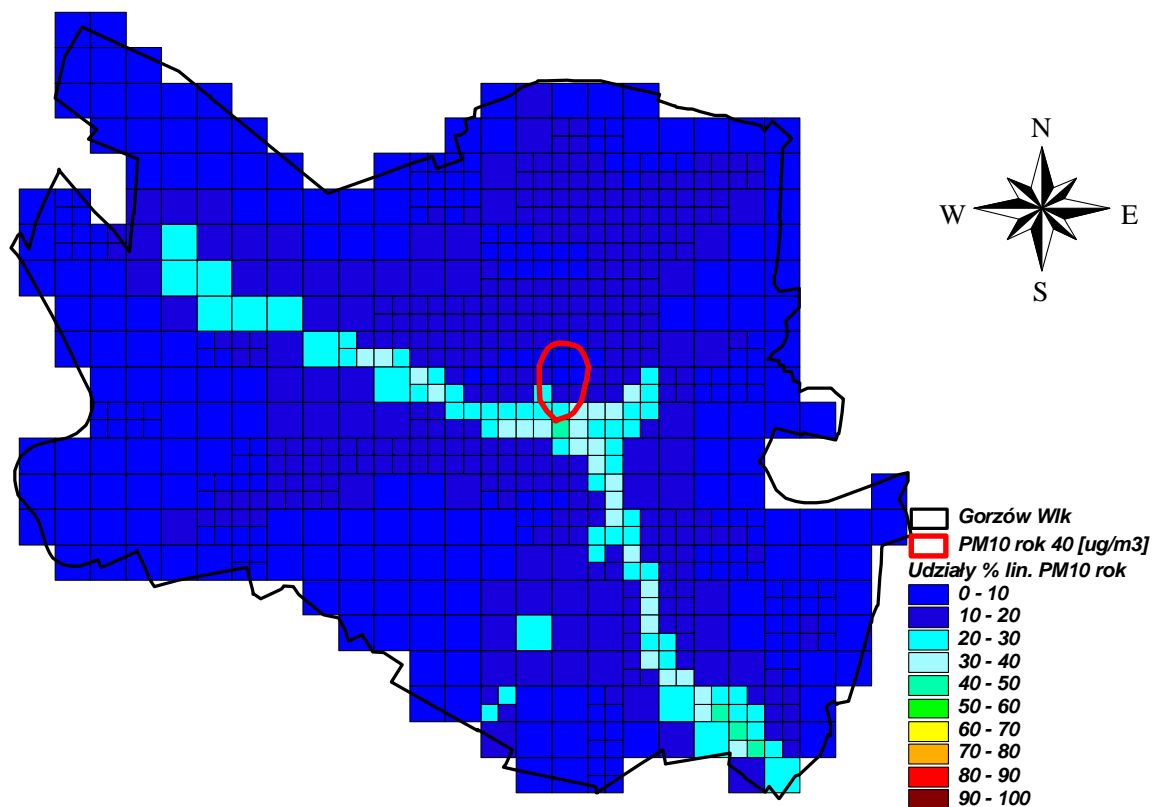 N
W
E
S
Gorzów Wlk
PM10 rok 40 [ug/m3]
Udziały % lin. PM10 rok
0 - 10
10 - 20
20 - 30
30 - 40
40 - 50
50 - 60
60 - 70
70 - 80
80 - 90
90 - 100